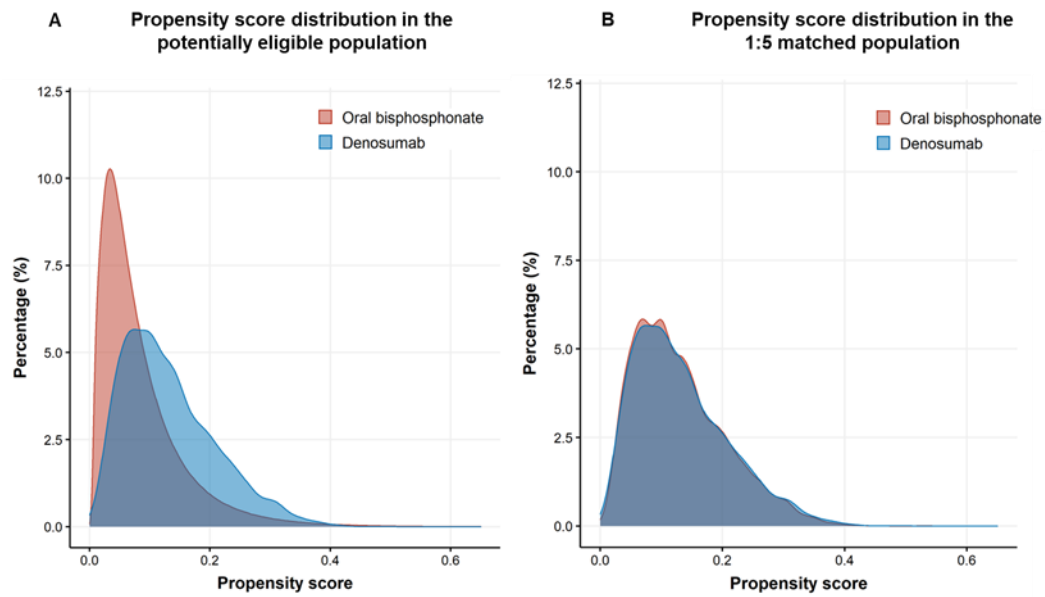 A
Propensity score distribution in the
potentially eligible population
12.5
10.0
7.5
5.0
2.5
0.0
Percentage (%)
Oral bisphosphonate
Denosumab
0.0 0.2 0.4 0.6
Propensity score
B
Propensity score distribution in the
1:5 matched population
12.5
10.0
7.5
5.0
2.5
0.0
Percentage (%)
Oral bisphosphonate
Denosumab
0.0 0.2 0.4 0.6
Propensity score